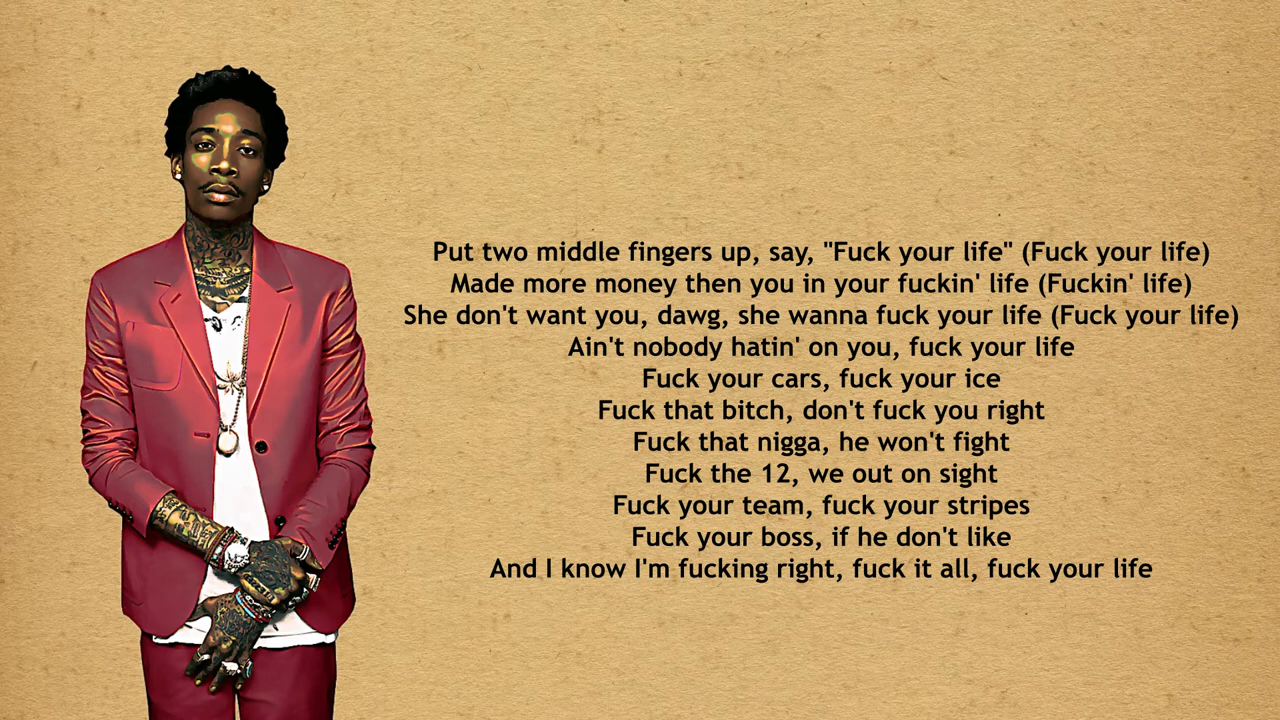 Put two middle fingers up, say, "Fuck your life" (Fuck your life)
Made more money then you in your fuckin' life (Fuckin' life)
She don't want you, dawg, she wanna fuck your life (Fuck your life)
Ain't nobody hatin' on you, fuck your life
Fuck your cars, fuck your ice
Fuck that bitch, don't fuck you right
Fuck that nigga, he won't fight
Fuck the 12, we out on sight
Fuck your team, fuck your stripes
Fuck your boss, if he don't like
And I know I'm fucking right, fuck it all, fuck your life